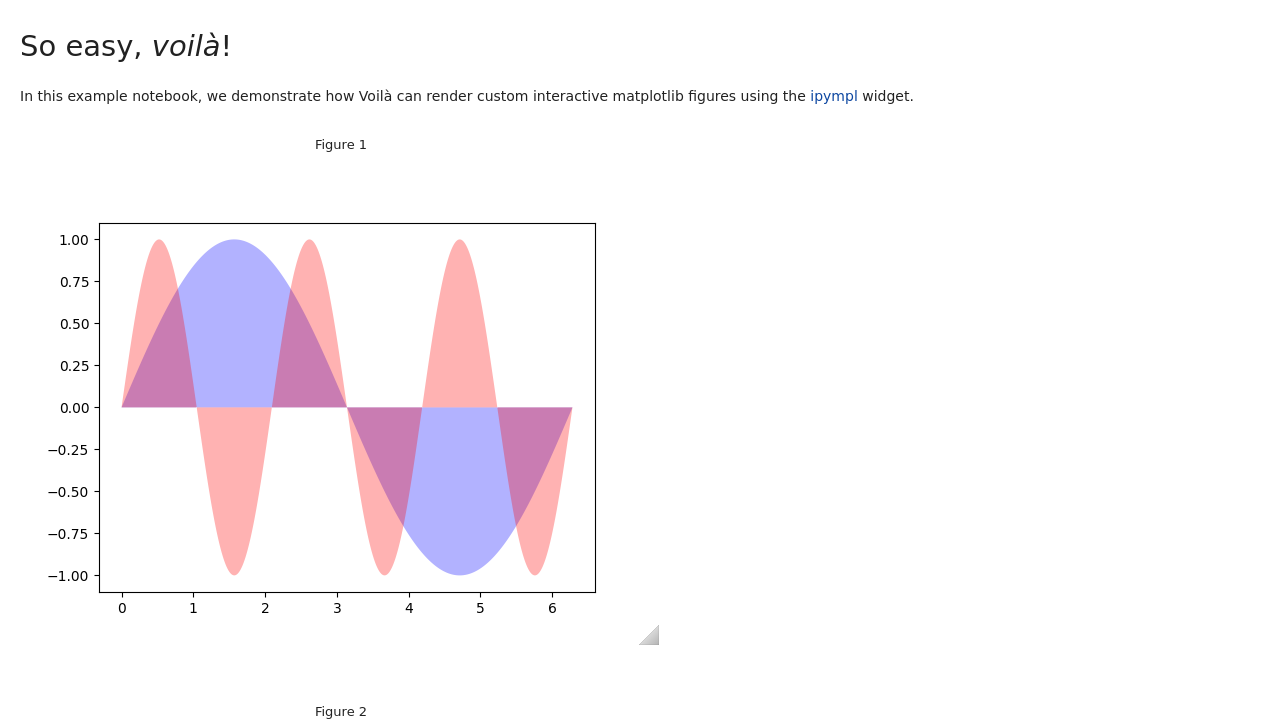 So easy, voilà!
In this example notebook, we demonstrate how Voilà can render custom interactive matplotlib figures using the ipympl widget.
Figure 1
1.00
0.75
0.50
0.25
0.00
−0.25
−0.50
−0.75
−1.00
0 1 2 3 4 5 6
Figure 2